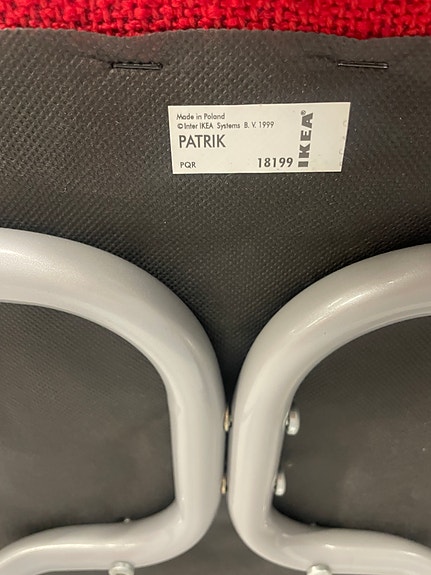 Made in Poland
©Inter IKEA Systems B. V. 1999
PATRIK
PQR 18199
IKEA®